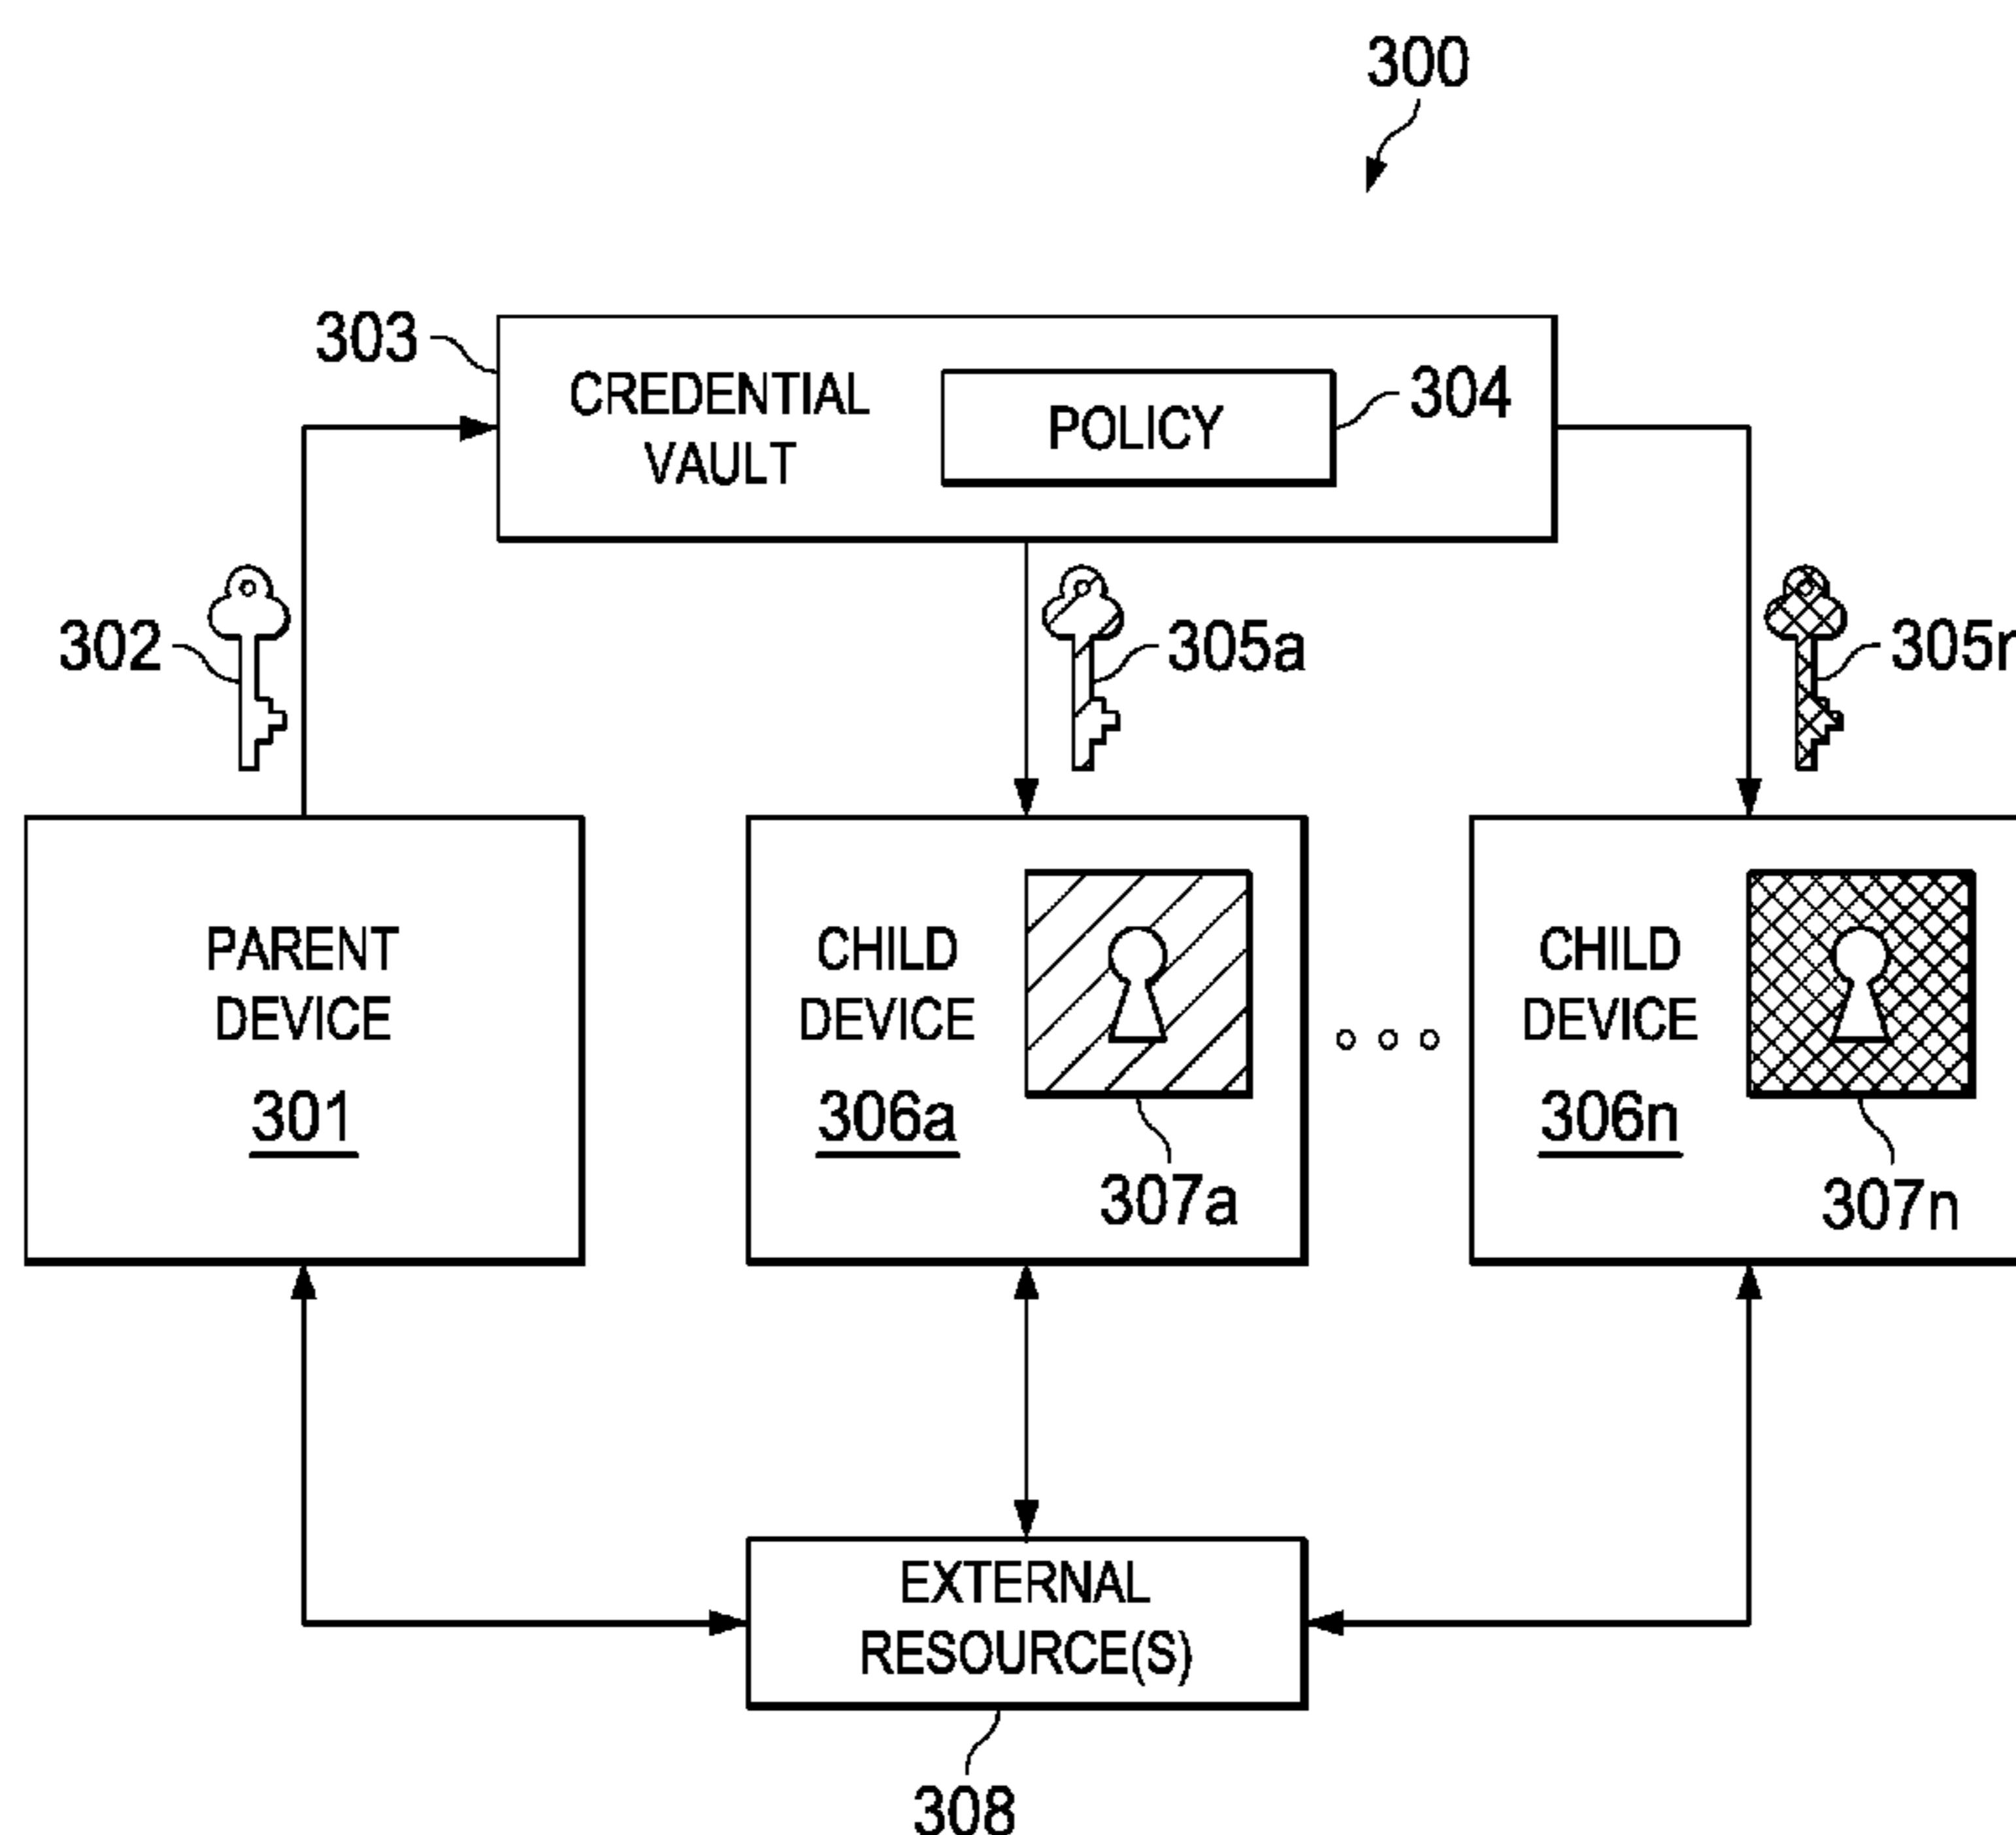 300
303
CREDENTIAL
VAULT
POLICY
304
302
305a
305n
PARENT
DEVICE
301
CHILD
DEVICE
306a
307a
CHILD
DEVICE
306n
307n
EXTERNAL
RESOURCE(S)
308